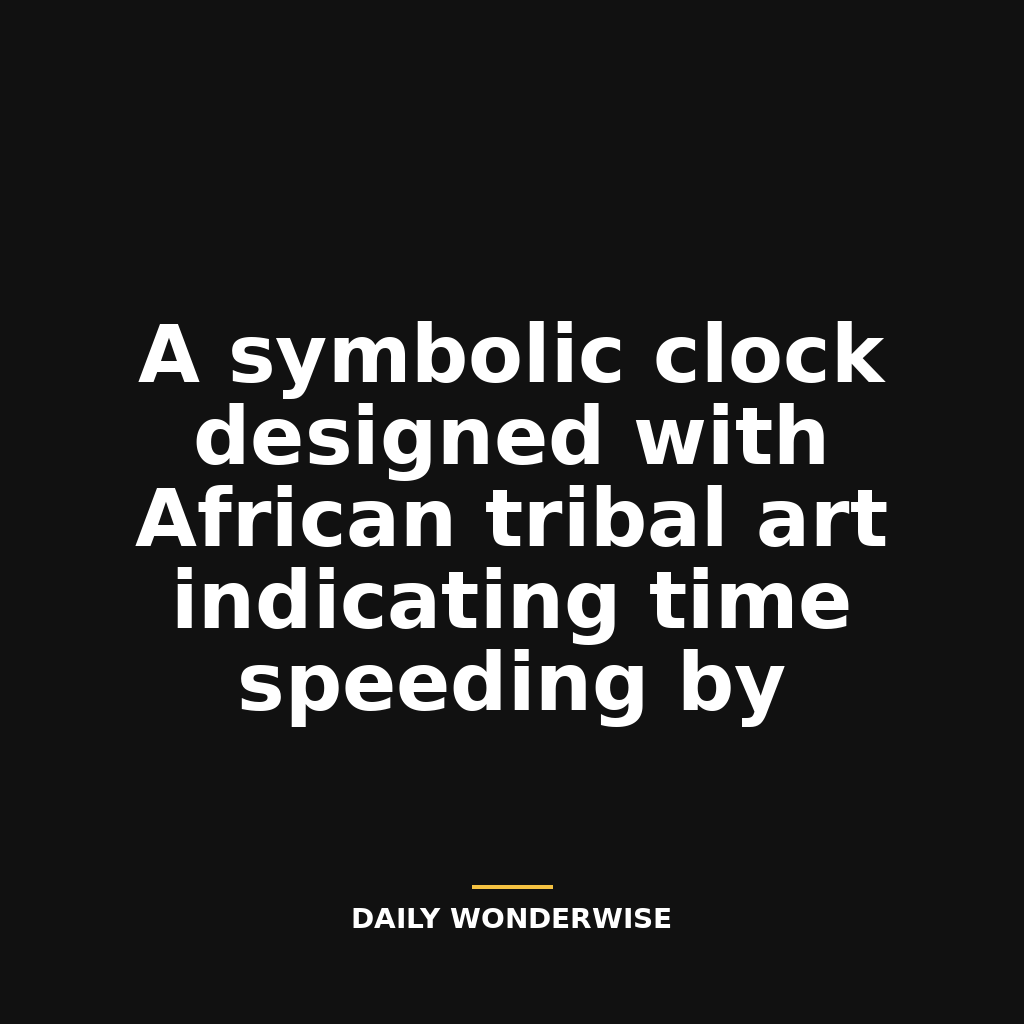 A symbolic clock
designed with
African tribal art
indicating time
speeding by
DAILY WONDERWISE